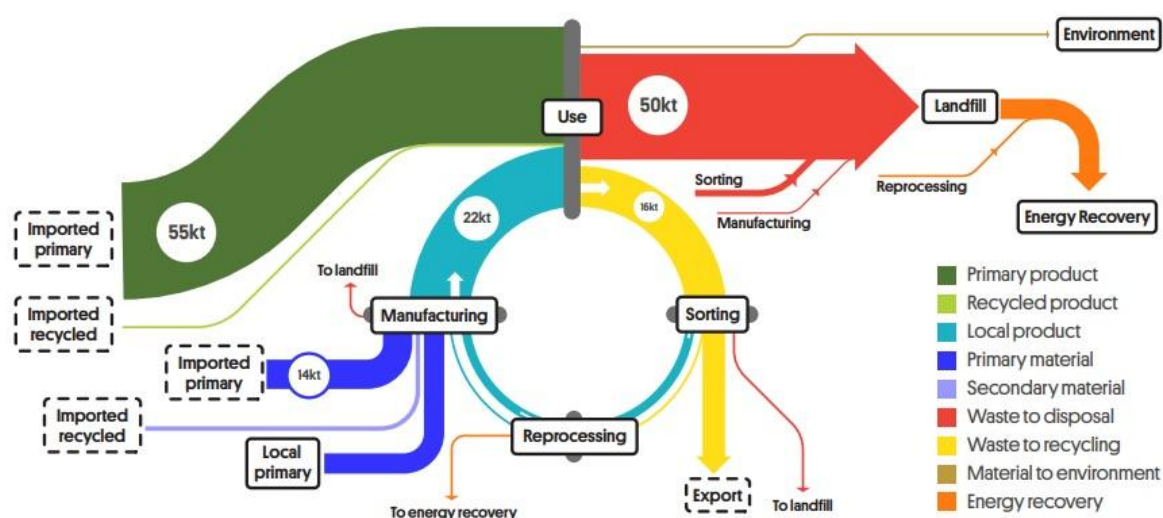 Environment
50kt
Use
Landfill
Sorting
Manufacturing
Reprocessing
Energy Recovery
55kt
Imported
primary
22kt
16kt
To landfill
Imported
recycled
Manufacturing
Sorting
Imported
primary
14kt
Imported
recycled
Local
primary
Reprocessing
To energy recovery
Export
To landfill
Primary product
Recycled product
Local product
Primary material
Secondary material
Waste to disposal
Waste to recycling
Material to environment
Energy recovery